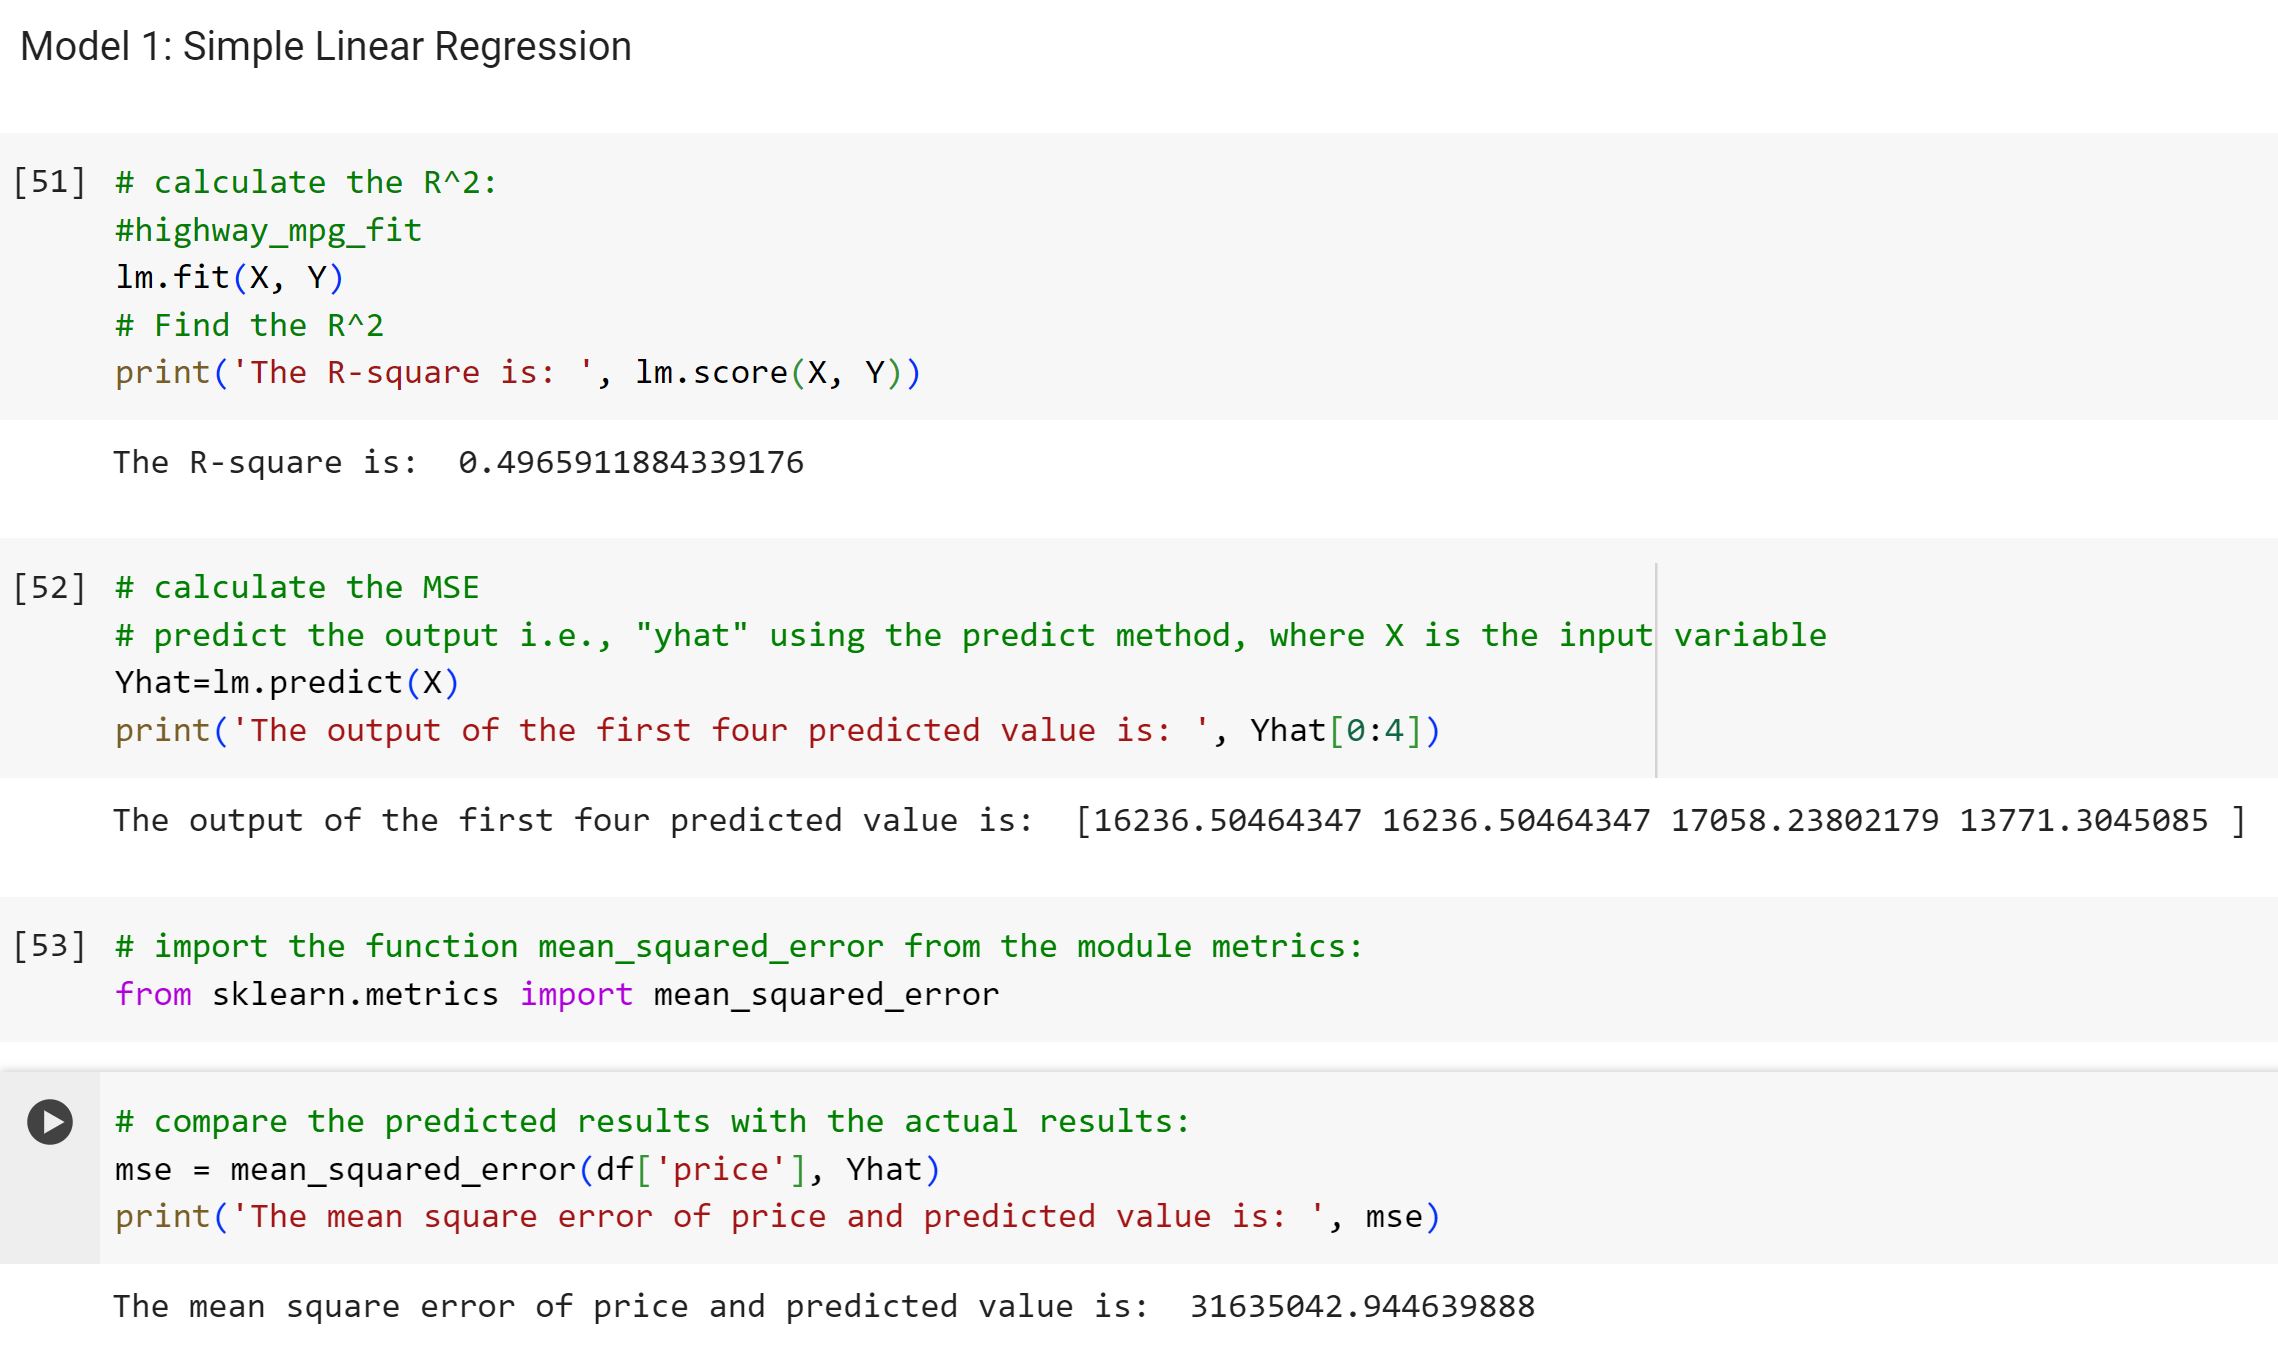 Model 1: Simple Linear Regression
[51] # calculate the R^2:
#highway_mpg_fit
lm.fit(X, Y)
# Find the R^2
print('The R-square is: ', lm.score(X, Y))
The R-square is:  0.4965911884339176
[52] # calculate the MSE
# predict the output i.e., "yhat" using the predict method, where X is the input variable
Yhat=lm.predict(X)
print('The output of the first four predicted value is: ', Yhat[0:4])
The output of the first four predicted value is:  [16236.50464347 16236.50464347 17058.23802179 13771.3045085 ]
[53] # import the function mean_squared_error from the module metrics:
from sklearn.metrics import mean_squared_error
# compare the predicted results with the actual results:
mse = mean_squared_error(df['price'], Yhat)
print('The mean square error of price and predicted value is: ', mse)
The mean square error of price and predicted value is:  31635042.944639888